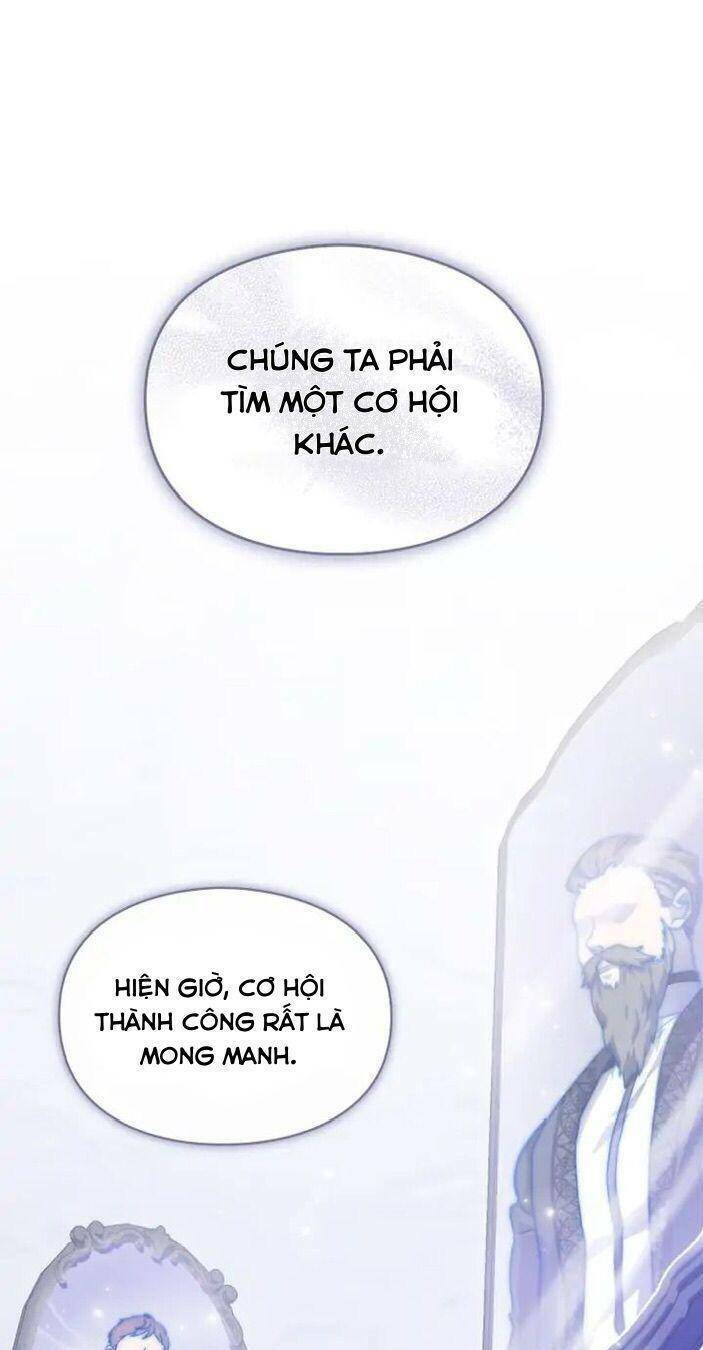 CHÚNG TA PHẢI
TÌM MỘT CƠ HỘI
KHÁC.
HIỆN GIỜ, CƠ HỘI
THÀNH CÔNG RẤT LÀ
MONG MANH.